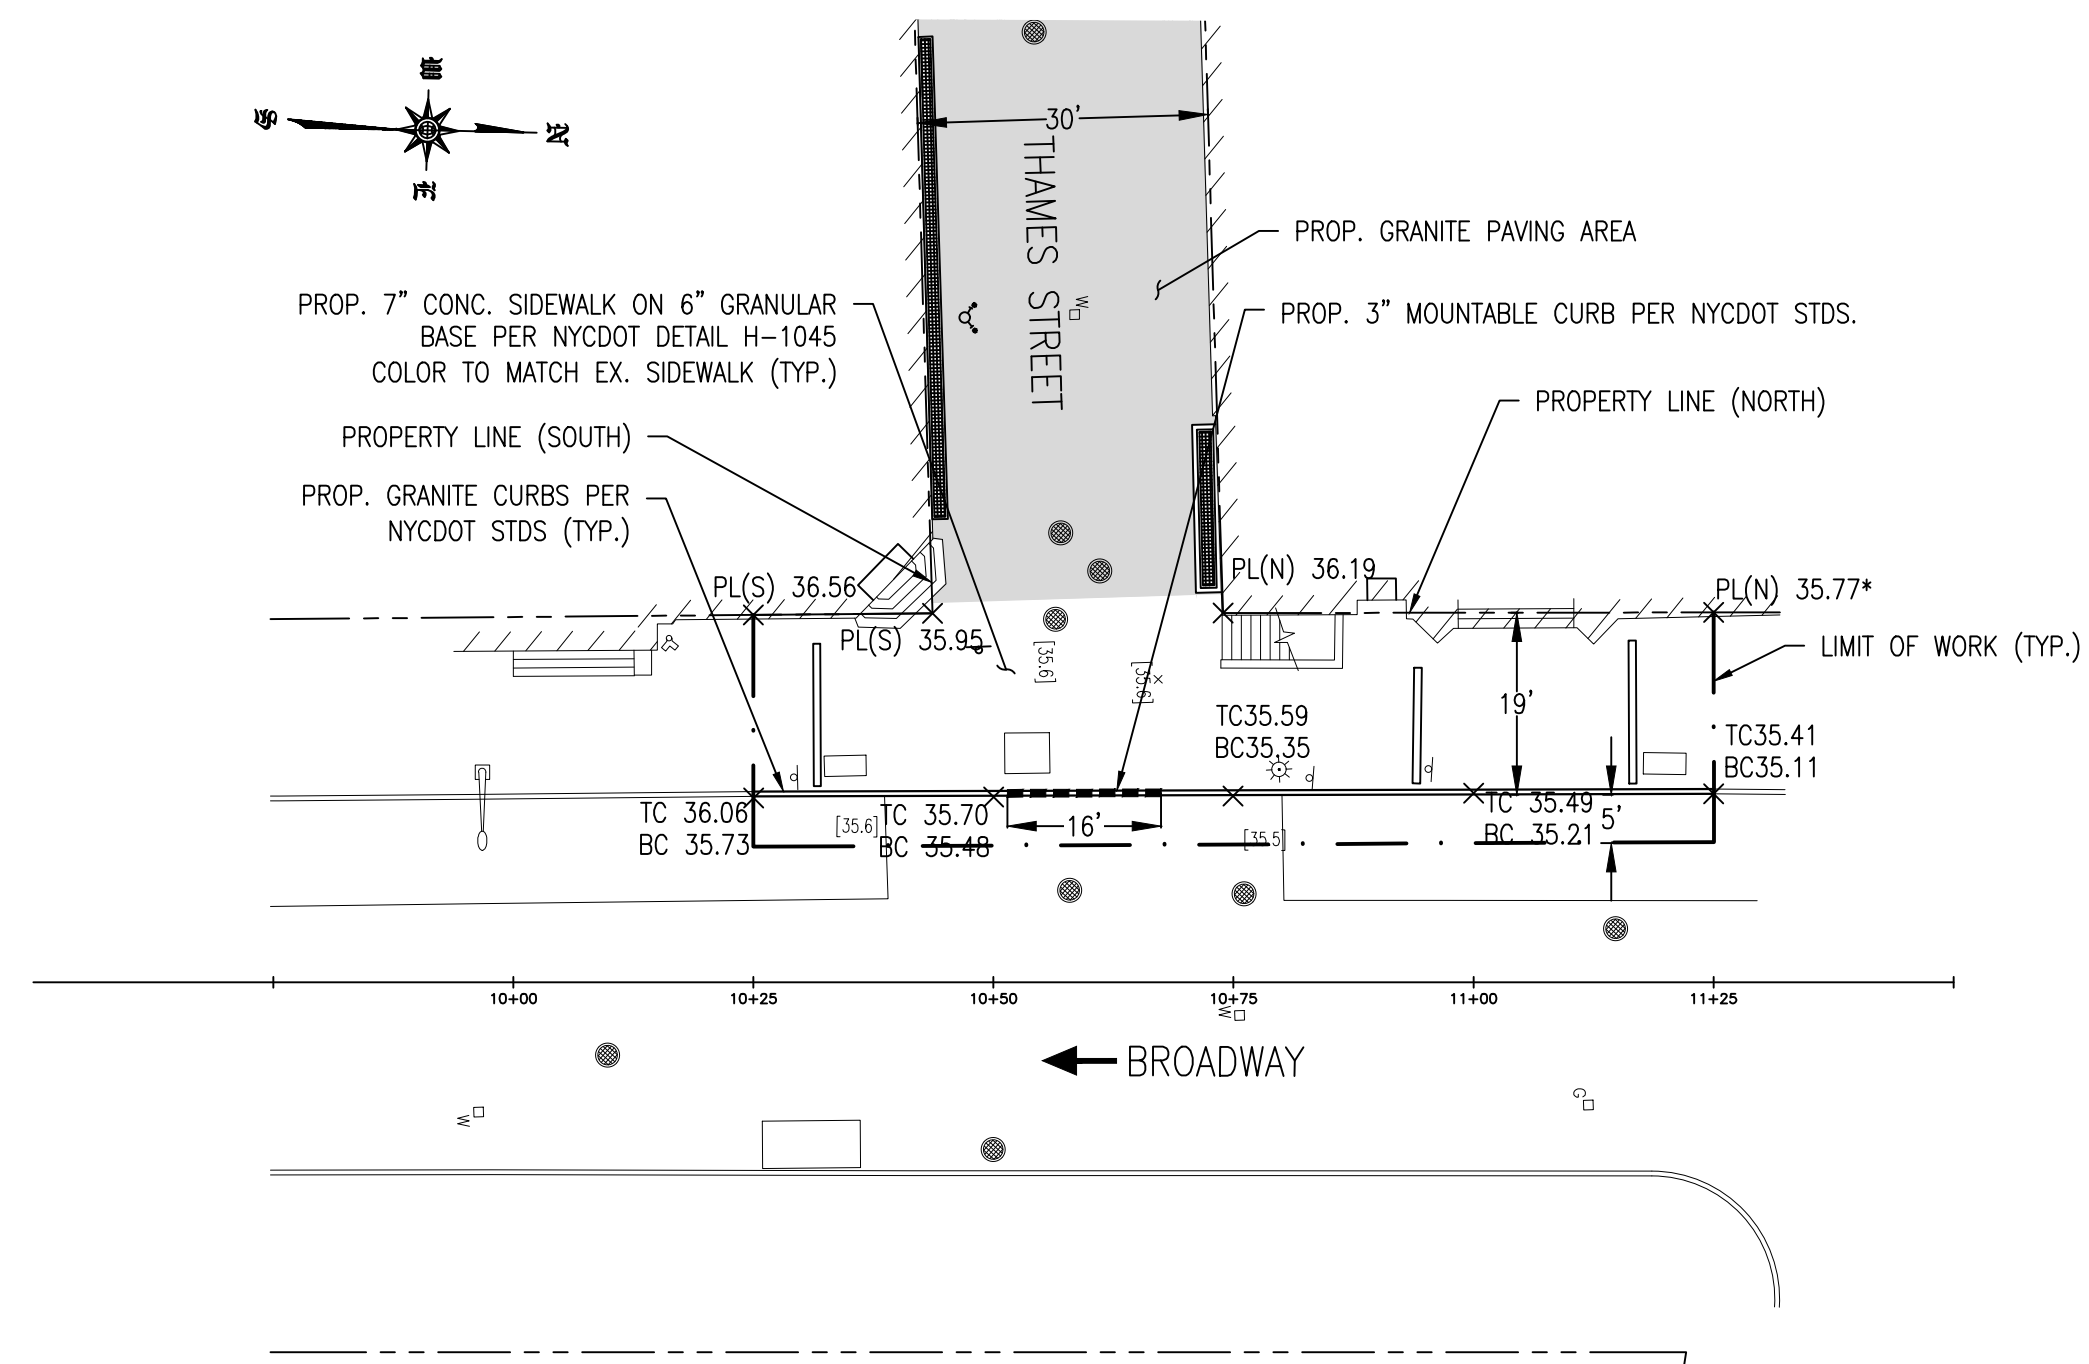 W
S
N
E
30'
THAMES STREET
W
PROP. GRANITE PAVING AREA
PROP. 7" CONC. SIDEWALK ON 6" GRANULAR
BASE PER NYCDOT DETAIL H-1045
COLOR TO MATCH EX. SIDEWALK (TYP.)
PROP. 3" MOUNTABLE CURB PER NYCDOT STDS.
PROPERTY LINE (NORTH)
PROPERTY LINE (SOUTH)
PROP. GRANITE CURBS PER
NYCDOT STDS (TYP.)
PL(S) 36.56
PL(N) 36.19
PL(N) 35.77*
PL(S) 35.95
[35.6]
[35.6]
LIMIT OF WORK (TYP.)
19'
TC35.59
BC35.35
TC35.41
BC35.11
TC 36.06
BC 35.73
[35.6]
TC 35.70
BC 35.48
16'
[35.5]
TC 35.49
BC 35.21
5'
10+00
10+25
10+50
10+75
11+00
11+25
W
BROADWAY
G
W